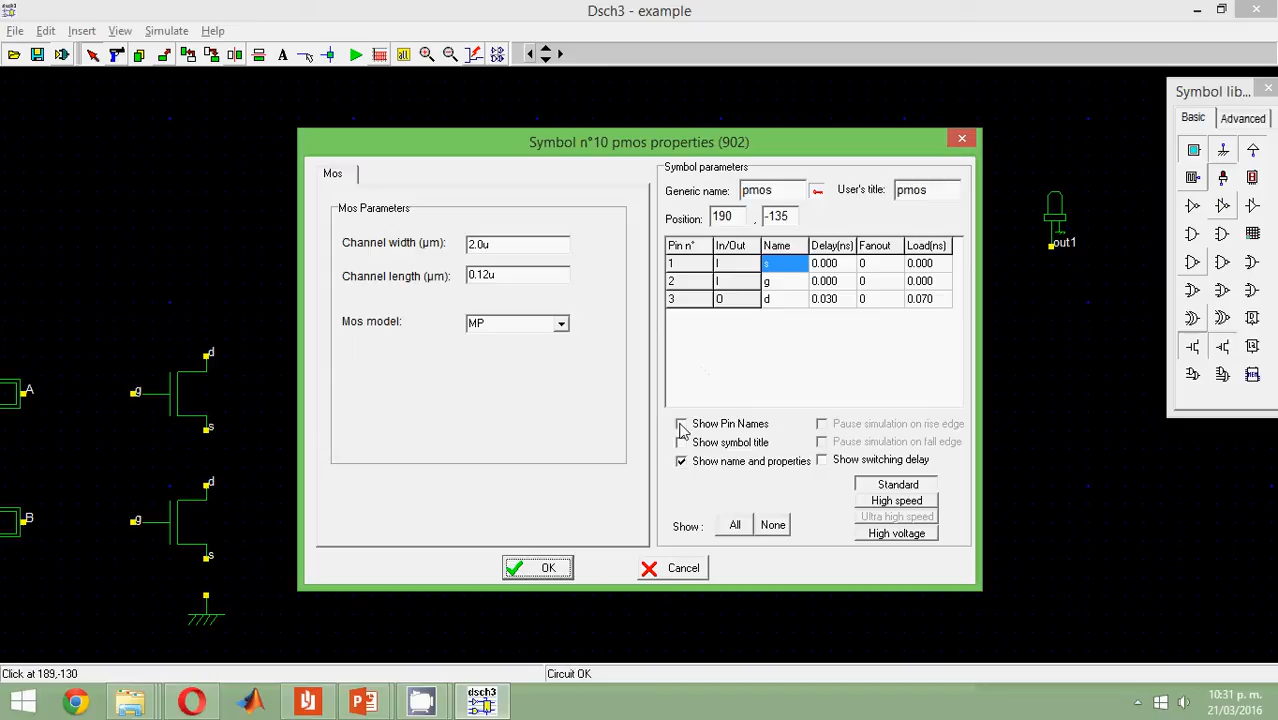 Dsch3 - example
File Edit Insert View Simulate Help
A
all
Symbol n°10 pmos properties (902)
Mos
Mos Parameters
Channel width (µm): 2.0u
Channel length (µm): 0.12u
Mos model: MP
Symbol parameters
Generic name: pmos User's title: pmos
Position: 190 , -135
Pin n° In/Out Name Delay(ns) Fanout Load(ns)
1 I s 0.000 0 0.000
2 I g 0.000 0 0.000
3 O d 0.030 0 0.070
Show Pin Names Pause simulation on rise edge
Show symbol title Pause simulation on fall edge
Show name and properties Show switching delay
Standard
High speed
Ultra high speed
High voltage
Show : All None
OK Cancel
Symbol lib...
Basic Advanced
out1
d
A g
s
d
B g
s
Click at 189,-130 Circuit OK
dsch3
10:31 p. m.
21/03/2016